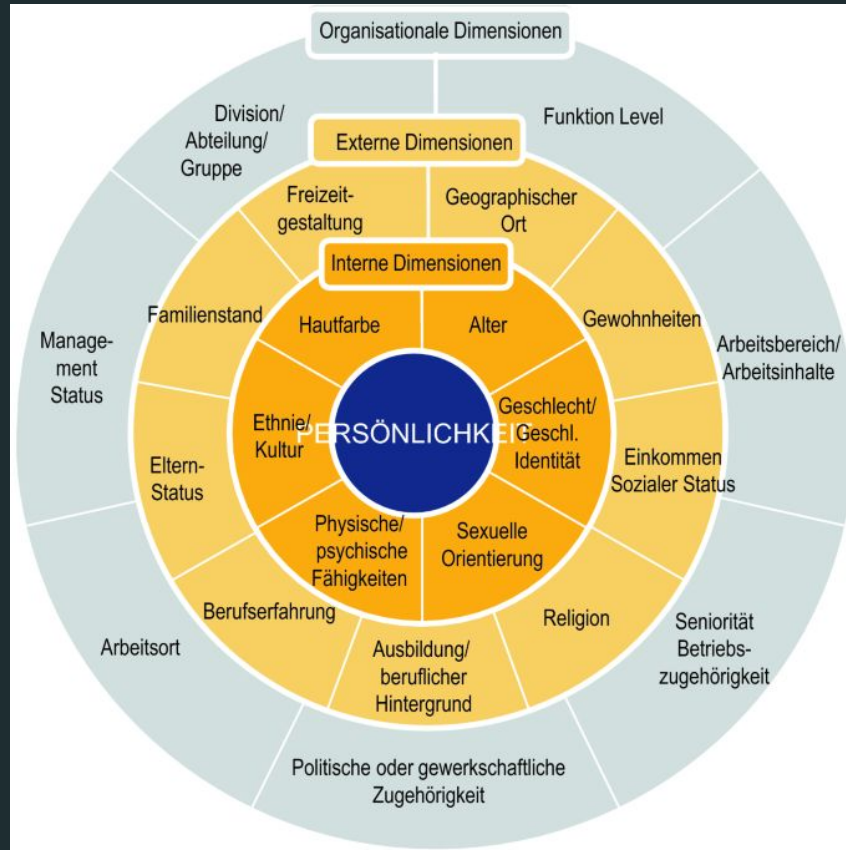 Organisationale Dimensionen
Division/
Abteilung/
Gruppe
Funktion Level
Externe Dimensionen
Freizeit-
gestaltung
Geographischer
Ort
Interne Dimensionen
Familienstand
Hautfarbe
Alter
Gewohnheiten
Manage-
ment
Status
Arbeitsbereich/
Arbeitsinhalte
Ethnie/
Kultur
PERSÖNLICHKEIT
Geschlecht/
Geschl.
Identität
Eltern-
Status
Einkommen
Sozialer Status
Physische/
psychische
Fähigkeiten
Sexuelle
Orientierung
Berufserfahrung
Religion
Arbeitsort
Ausbildung/
beruflicher
Hintergrund
Seniorität
Betriebs-
zugehörigkeit
Politische oder gewerkschaftliche
Zugehörigkeit